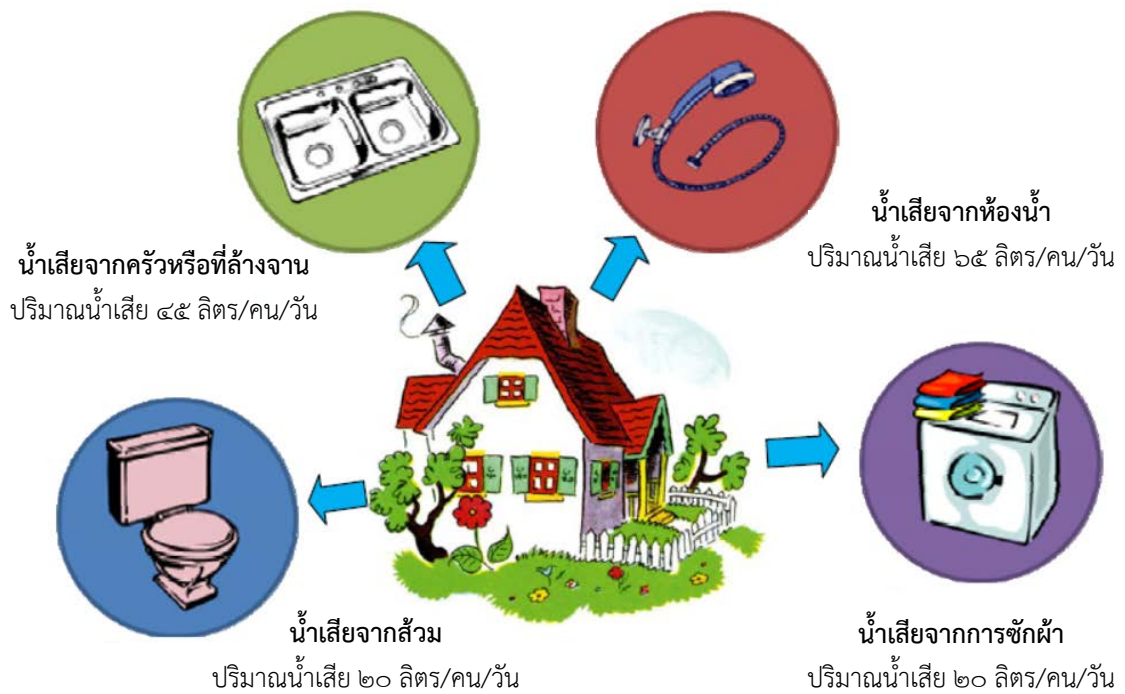 น้ำเสียจากห้องน้ำ
ปริมาณน้ำเสีย ๖๕ ลิตร/คน/วัน
น้ำเสียจากครัวหรือที่ล้างจาน
ปริมาณน้ำเสีย ๔๕ ลิตร/คน/วัน
น้ำเสียจากส้วม
ปริมาณน้ำเสีย ๒๐ ลิตร/คน/วัน
น้ำเสียจากการซักผ้า
ปริมาณน้ำเสีย ๒๐ ลิตร/คน/วัน